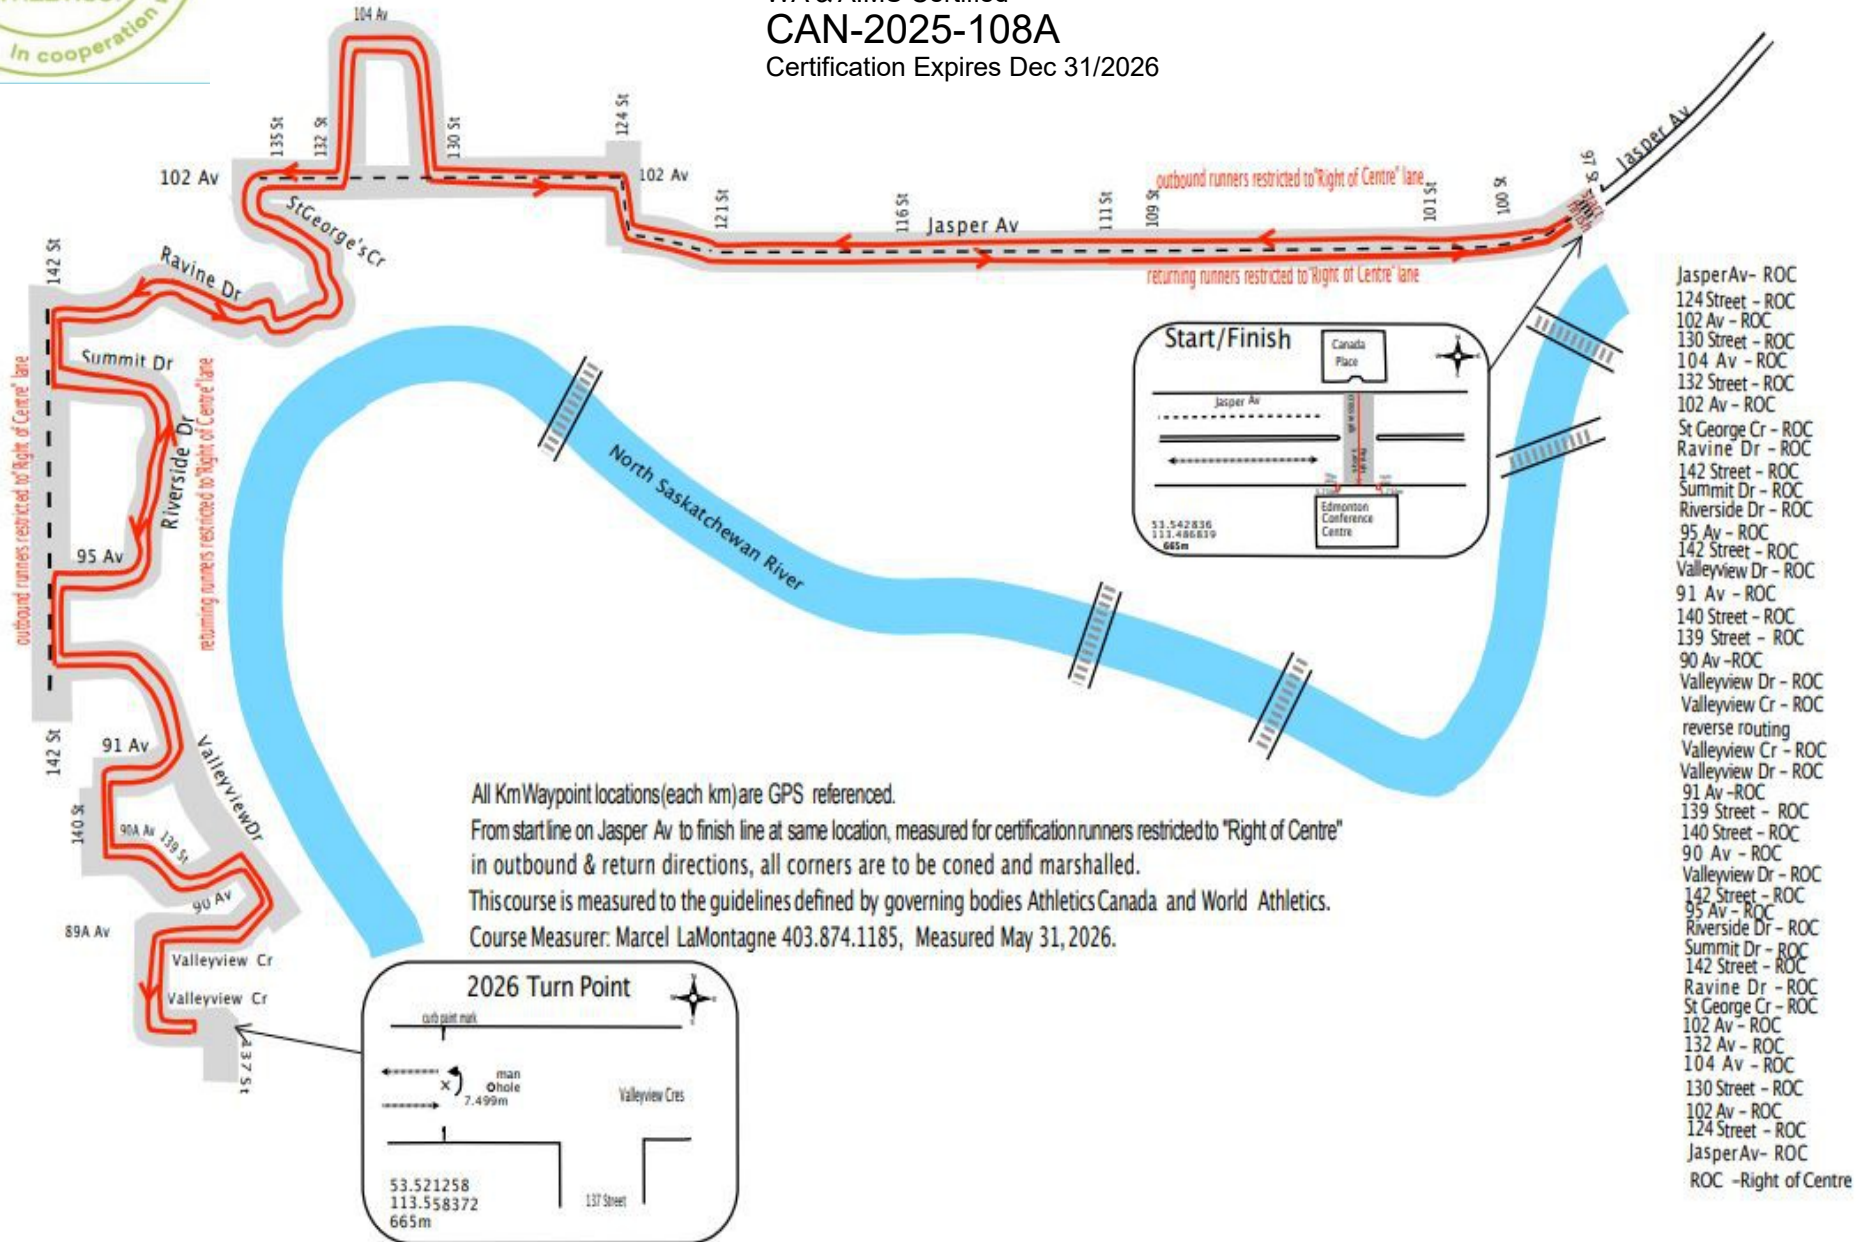 In cooperation
CAN-2025-108A
Certification Expires Dec 31/2026
104 Av
135 St
132 St
130 St
124 St
102 Av
102 Av
StGeorge'sCr
Ravine Dr
142 St
Summit Dr
Riverside Dr
95 Av
outbound runners restricted to"Right of Centre" lane
returning runners restricted to"Right of Centre" lane
142 St
91 Av
ValleyviewDr
140 St
90A Av
139 St
90 Av
89A Av
Valleyview Cr
Valleyview Cr
137 St
121 St
116 St
Jasper Av
111 St
109 St
outbound runners restricted to"Right of Centre" lane
returning runners restricted to"Right of Centre" lane
101 St
100 St
97 St
Jasper Av
North Saskatchewan River
Start/Finish
Canada
Place
Jasper Av
Edmonton
Conference
Centre
53.542836
113.486839
665m
All Km Waypoint locations(each km)are GPS referenced.
From start line on Jasper Av to finish line at same location, measured for certification runners restricted to "Right of Centre"
in outbound & return directions, all corners are to be coned and marshalled.
This course is measured to the guidelines defined by governing bodies Athletics Canada and World Athletics.
Course Measurer: Marcel LaMontagne 403.874.1185, Measured May 31, 2026.
2026 Turn Point
curb paint mark
man
hole
7.499m
Valleyview Cres
137 Street
53.521258
113.558372
665m
JasperAv– ROC
124 Street – ROC
102 Av – ROC
130 Street – ROC
104 Av – ROC
132 Street – ROC
102 Av – ROC
St George Cr – ROC
Ravine Dr – ROC
142 Street – ROC
Summit Dr – ROC
Riverside Dr – ROC
95 Av – ROC
142 Street – ROC
Valleyview Dr – ROC
91 Av – ROC
140 Street – ROC
139 Street – ROC
90 Av –ROC
Valleyview Dr – ROC
Valleyview Cr – ROC
reverse routing
Valleyview Cr – ROC
Valleyview Dr – ROC
91 Av –ROC
139 Street – ROC
140 Street – ROC
90 Av – ROC
Valleyview Dr – ROC
142 Street – ROC
95 Av – ROC
Riverside Dr – ROC
Summit Dr – ROC
142 Street – ROC
Ravine Dr – ROC
St George Cr – ROC
102 Av – ROC
132 Av – ROC
104 Av – ROC
130 Street – ROC
102 Av – ROC
124 Street – ROC
JasperAv– ROC
ROC –Right of Centre